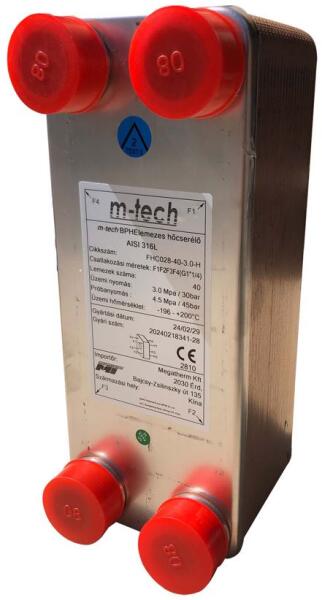 80
80
2
F4
F1
m-tech
m-tech BPHE lemezes hőcserélő
AISI 316L
Cikkszám: FHC028-40-3.0-H
Csatlakozási méretek: F1F2F3F4(G1"1/4)
Lemezek száma: 40
Üzemi nyomás: 3.0 Mpa / 30bar
Próbanyomás: 4.5 Mpa / 45bar
Üzemi hőmérséklet: -196 - +200°C
Gyártási dátum: 24/02/29
Gyári szám: 20240218341-28
CE
2810
Importőr: Megatherm Kft
MT 2030 Érd,
Bajcsy-Zsilinszky út 135
Származási hely: Kína
F3
F2
80
80